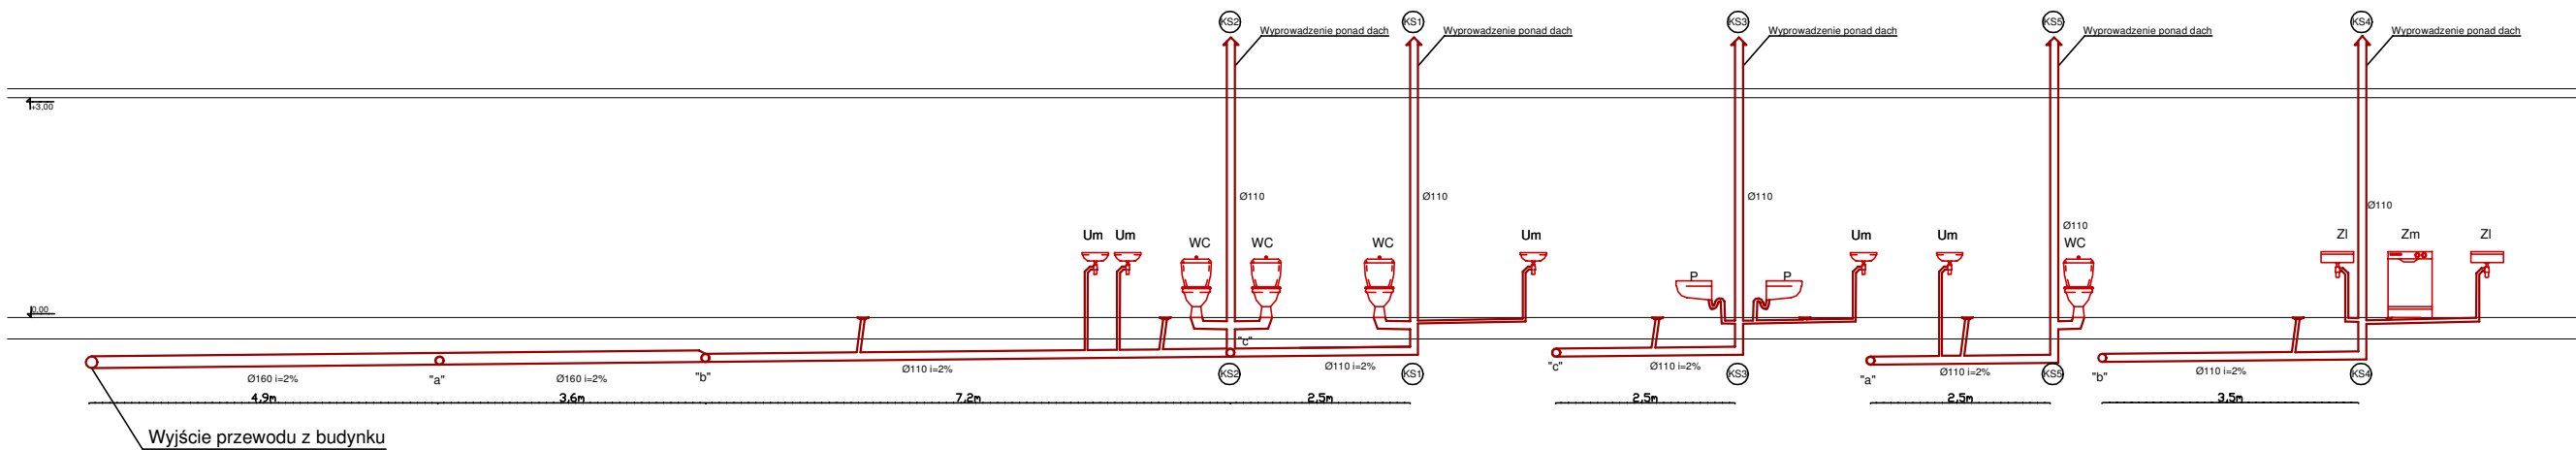 KS2
KS1
KS3
KS5
KS4
Wyprowadzenie ponad dach
Wyprowadzenie ponad dach
Wyprowadzenie ponad dach
Wyprowadzenie ponad dach
Wyprowadzenie ponad dach
+3,00
Ø110
Ø110
Ø110
Ø110
Ø110
Um
Um
WC
WC
WC
Um
P
P
Um
Um
WC
Zl
Zm
Zl
0.00
"c"
Ø160 i=2%
"a"
Ø160 i=2%
"b"
Ø110 i=2%
KS2
Ø110 i=2%
KS1
"c"
Ø110 i=2%
KS3
"a"
Ø110 i=2%
KS5
"b"
Ø110 i=2%
KS4
4,9m
3,6m
7,2m
2,5m
2,5m
2,5m
3,5m
Wyjście przewodu z budynku